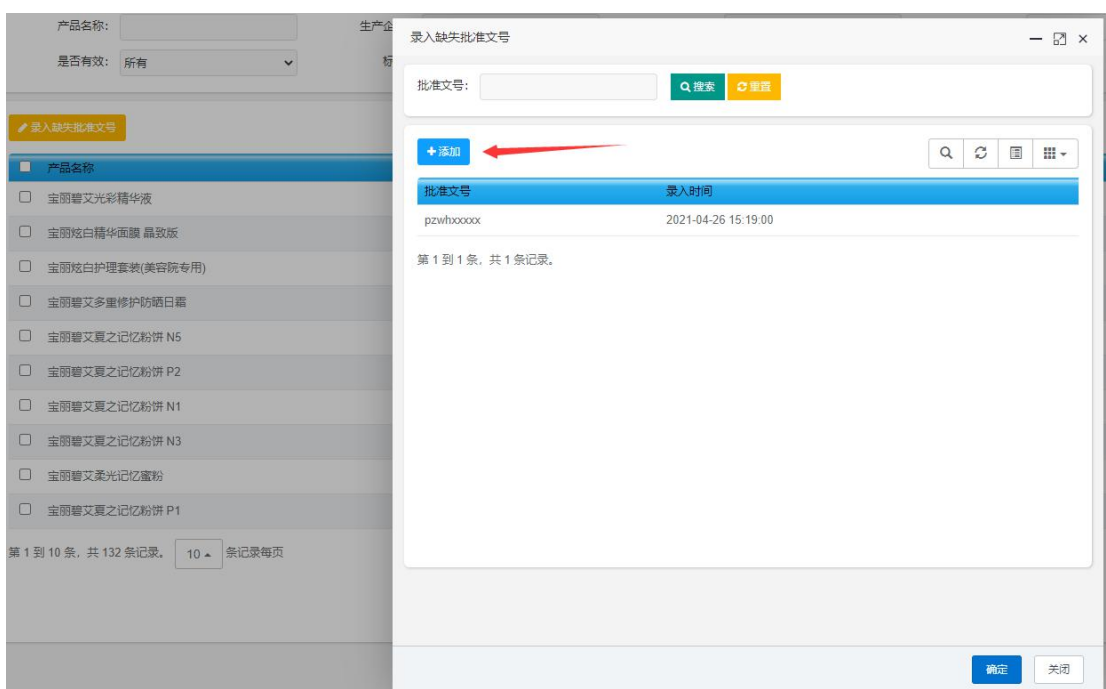 产品名称:
生产企
是否有效: 所有
标
录入缺失批准文号
产品名称
宝丽碧艾光彩精华液
宝丽炫白精华面膜 晶致版
宝丽炫白护理套装(美容院专用)
宝丽碧艾多重修护防晒日霜
宝丽碧艾夏之记忆粉饼 N5
宝丽碧艾夏之记忆粉饼 P2
宝丽碧艾夏之记忆粉饼 N1
宝丽碧艾夏之记忆粉饼 N3
宝丽碧艾柔光记忆蜜粉
宝丽碧艾夏之记忆粉饼 P1
第 1 到 10 条，共 132 条记录。 10 条记录每页
录入缺失批准文号
批准文号: 搜索 重置
添加
批准文号 录入时间
pzwhxxxxx 2021-04-26 15:19:00
第 1 到 1 条，共 1 条记录。
确定 关闭